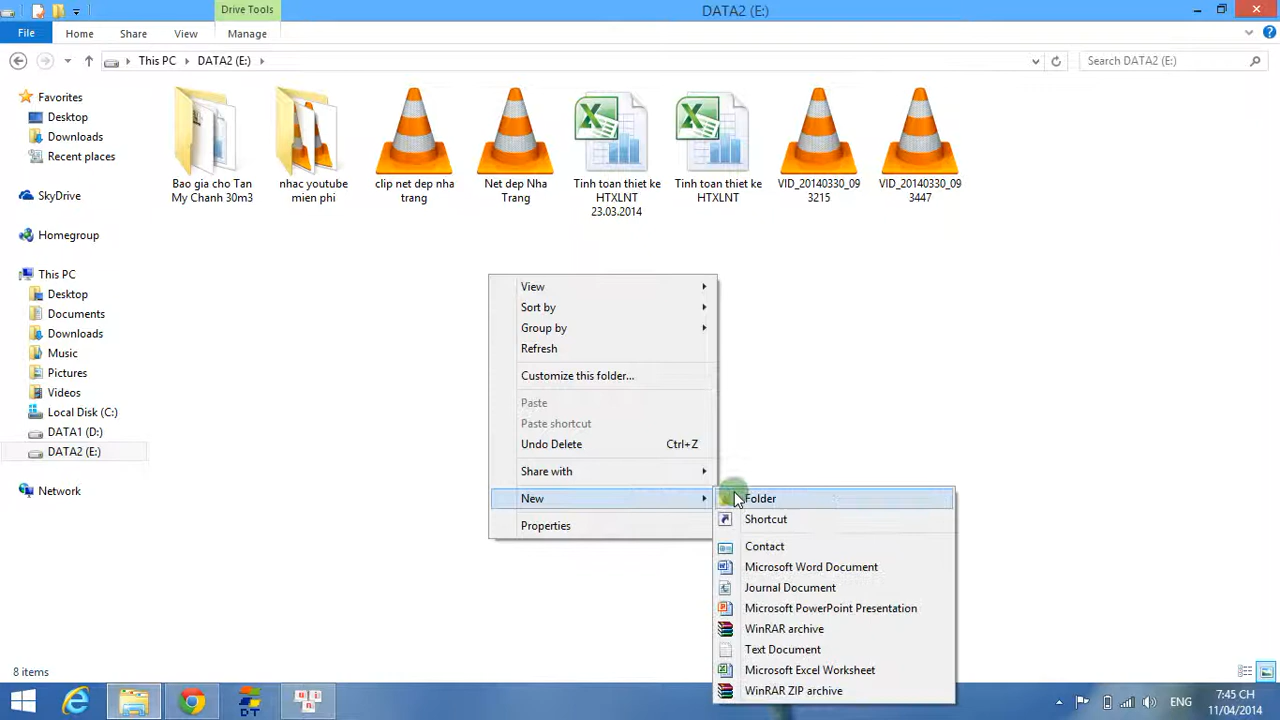 Drive Tools
DATA2 (E:)
File
Home
Share
View
Manage
This PC
DATA2 (E:)
Search DATA2 (E:)
Favorites
Desktop
Downloads
Recent places
SkyDrive
Homegroup
This PC
Desktop
Documents
Downloads
Music
Pictures
Videos
Local Disk (C:)
DATA1 (D:)
DATA2 (E:)
Network
Bao gia cho Tan
My Chanh 30m3
nhac youtube
mien phi
clip net dep nha
trang
Net dep Nha
Trang
Tinh toan thiet ke
HTXLNT
23.03.2014
Tinh toan thiet ke
HTXLNT
VID_20140330_09
3215
VID_20140330_09
3447
View
Sort by
Group by
Refresh
Customize this folder...
Paste
Paste shortcut
Undo Delete Ctrl+Z
Share with
New
Properties
Folder
Shortcut
Contact
Microsoft Word Document
Journal Document
Microsoft PowerPoint Presentation
WinRAR archive
Text Document
Microsoft Excel Worksheet
WinRAR ZIP archive
8 items
DT
ENG
7:45 CH
11/04/2014